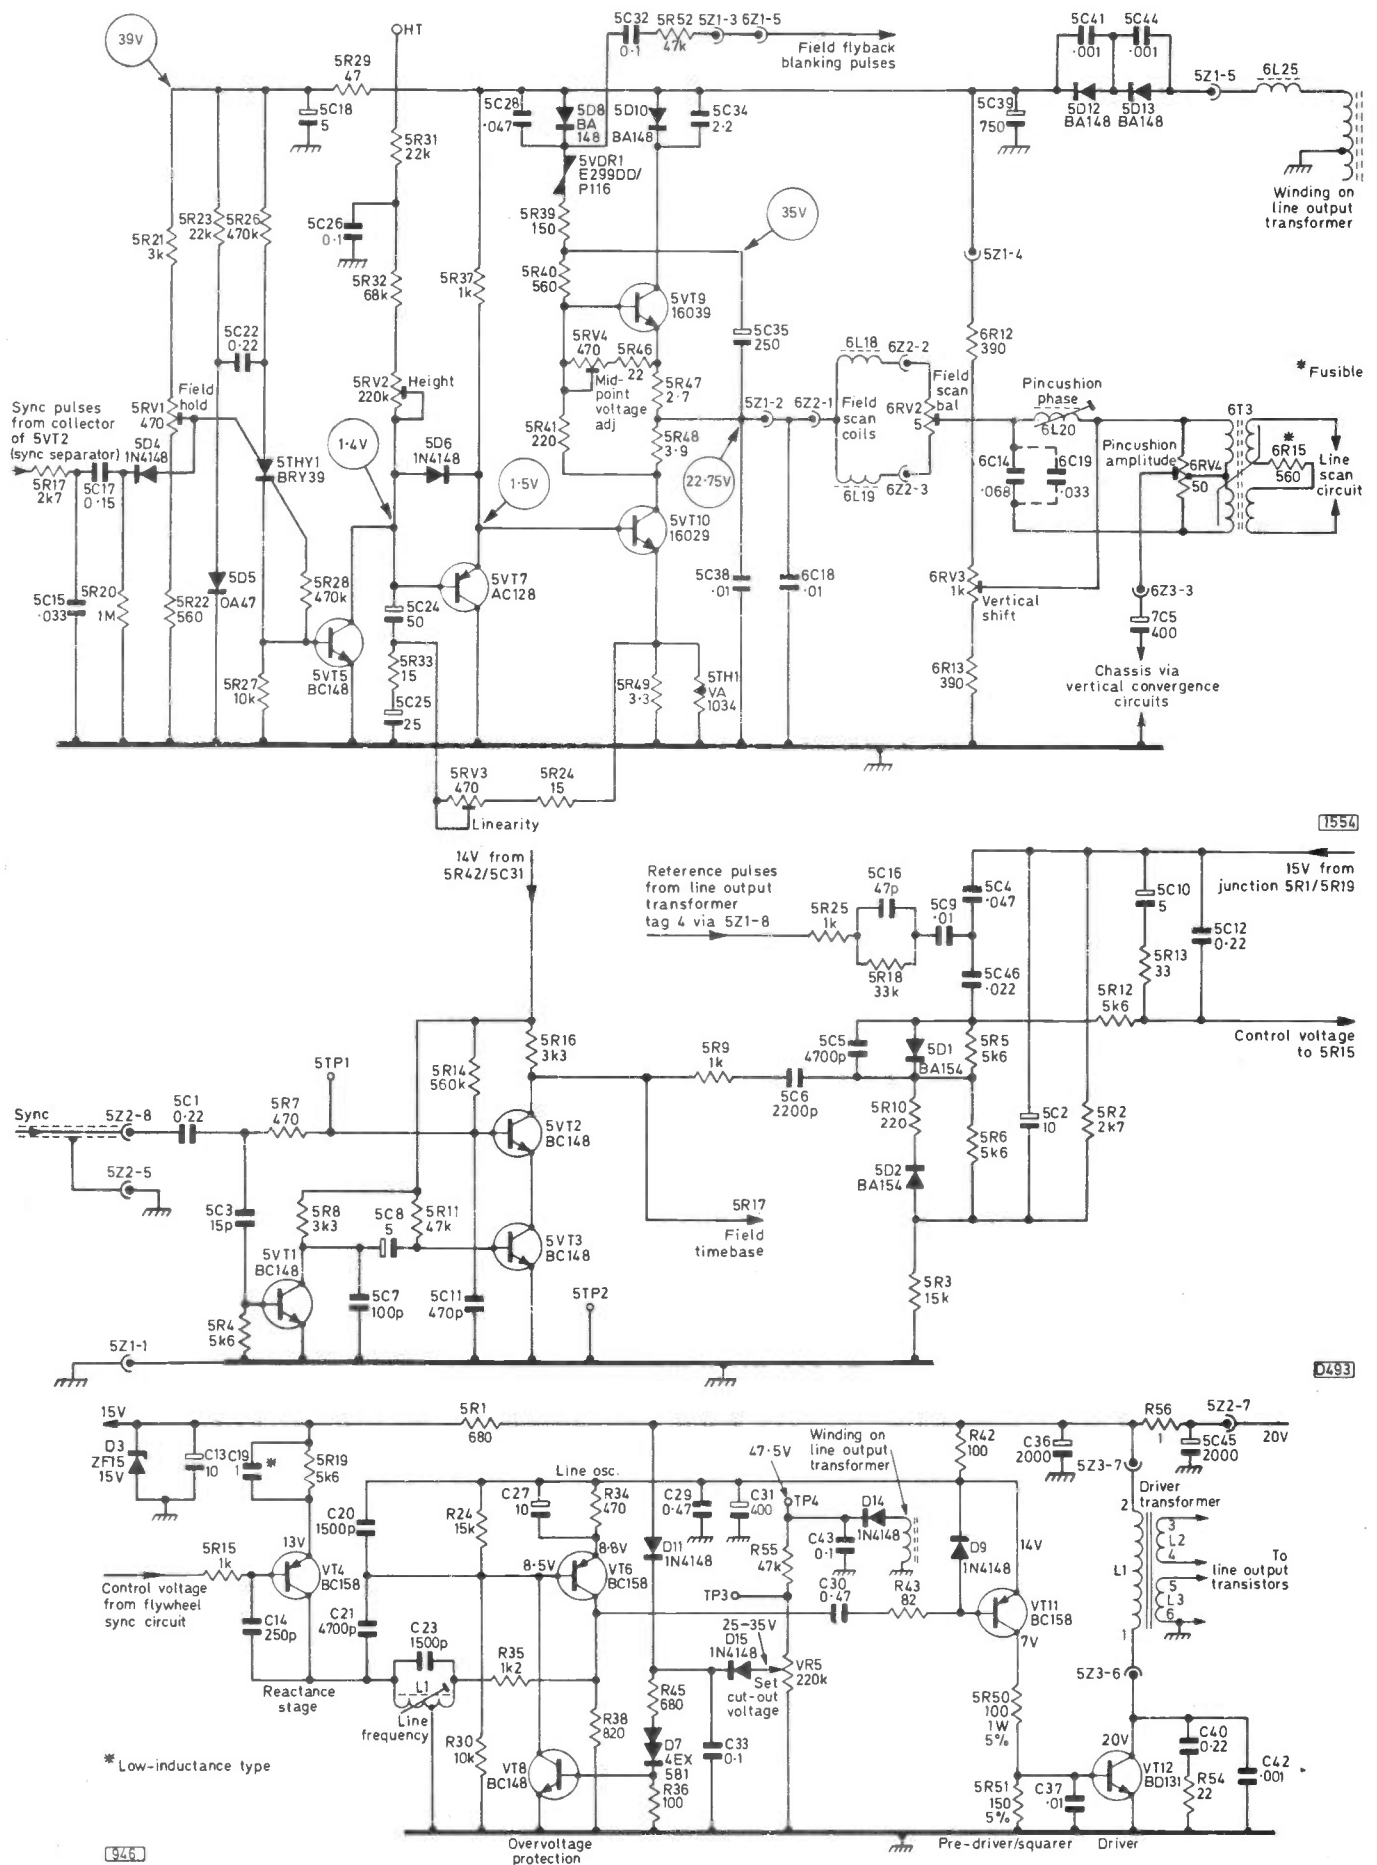 39V
HT
5C32
0·1
5R52
47k
5Z1-3
6Z1-5
Field flyback
blanking pulses
5C41
·001
5C44
·001
5Z1-5
6L25
5R29
47
5C18
5
5R31
22k
5C28
·047
5D8
BA
148
5D10
BA148
5C34
2·2
5C39
750
5D12
BA148
5D13
BA148
5VDR1
E299DD/
P116
Winding on
line output
transformer
5R21
3k
5R23
22k
5R26
470k
5C26
0·1
5R39
150
35V
5R32
68k
5R37
1k
5R40
560
5Z1-4
5VT9
16039
5C22
0·22
5RV4
470
5R46
22
5C35
250
6L18
6Z2-2
6R12
390
* Fusible
Sync pulses
from collector
of 5VT2
(sync separator)
5RV1
470
Field
hold
5RV2
220k
Height
Mid-
point
voltage
adj
5R47
2·7
5Z1-2
6Z2-1
Field
scan
coils
Field
scan
bal
6RV2
5
Pincushion
phase
6L20
6T3
5D4
1N4148
1·4V
5D6
1N4148
5R41
220
5R48
3·9
Pincushion
amplitude
6RV4
50
*
6R15
560
Line
scan
circuit
5R17
2k7
5C17
0·15
5THY1
BRY39
1·5V
22·75V
6L19
6Z2-3
6C14
·068
6C19
·033
5VT10
16029
5C15
·033
5R20
1M
5R22
560
5D5
OA47
5R28
470k
5C24
50
5VT7
AC128
5C38
·01
6C18
·01
6RV3
1k
Vertical
shift
6Z3-3
7C5
400
5R27
10k
5VT5
BC148
5R33
15
5C25
25
5R49
3·3
5TH1
VA
1034
6R13
390
Chassis via
vertical convergence
circuits
5RV3
470
5R24
15
Linearity
1554
14V from
5R42/5C31
Reference pulses
from line output
transformer
tag 4 via 5Z1-8
5R25
1k
5C16
47p
5R18
33k
5C9
·01
5C4
·047
15V from
junction 5R1/5R19
5C10
5
5C12
0·22
5R13
33
5C46
·022
5R12
5k6
Control voltage
to 5R15
5R16
3k3
5R14
560k
5TP1
5R9
1k
5C6
2200p
5C5
4700p
5D1
BA154
5R5
5k6
Sync
5Z2-8
5C1
0·22
5R7
470
5VT2
BC148
5R10
220
5R6
5k6
5C2
10
5R2
2k7
5Z2-5
5D2
BA154
5C3
15p
5R8
3k3
5C8
5
5R11
47k
5R17
Field
timebase
5VT1
BC148
5VT3
BC148
5C7
100p
5C11
470p
5TP2
5R3
15k
5R4
5k6
5Z1-1
D493
15V
5R1
680
R56
1
5Z2-7
20V
D3
ZF15
15V
C13
10
C19
1
*
5R19
5k6
Line osc.
47·5V
Winding on
line output
transformer
R42
100
C36
2000
5C45
2000
5Z3-7
C20
1500p
R24
15k
C27
10
R34
470
C29
0·47
C31
400
TP4
D14
1N4148
2
Driver
transformer
5R15
1k
13V
VT4
BC158
8·8V
8·5V
VT6
BC158
D11
1N4148
R55
47k
C43
0·1
D9
1N4148
14V
L1
3
L2
4
5
L3
6
1
To
line output
transistors
Control voltage
from flywheel
sync circuit
C14
250p
C21
4700p
TP3
C30
0·47
R43
82
VT11
BC158
7V
C23
1500p
R35
1k2
L1
25-35V
D15
1N4148
Set
cut-out
voltage
VR5
220k
5Z3-6
Reactance
stage
Line
frequency
R45
680
5R50
100
1W
5%
R38
820
R30
10k
D7
4EX
581
C33
0·1
20V
C40
0·22
* Low-inductance type
VT8
BC148
R36
100
5R51
150
5%
C37
·01
VT12
BD131
R54
22
C42
·001
Overvoltage
protection
Pre-driver/squarer
Driver
946